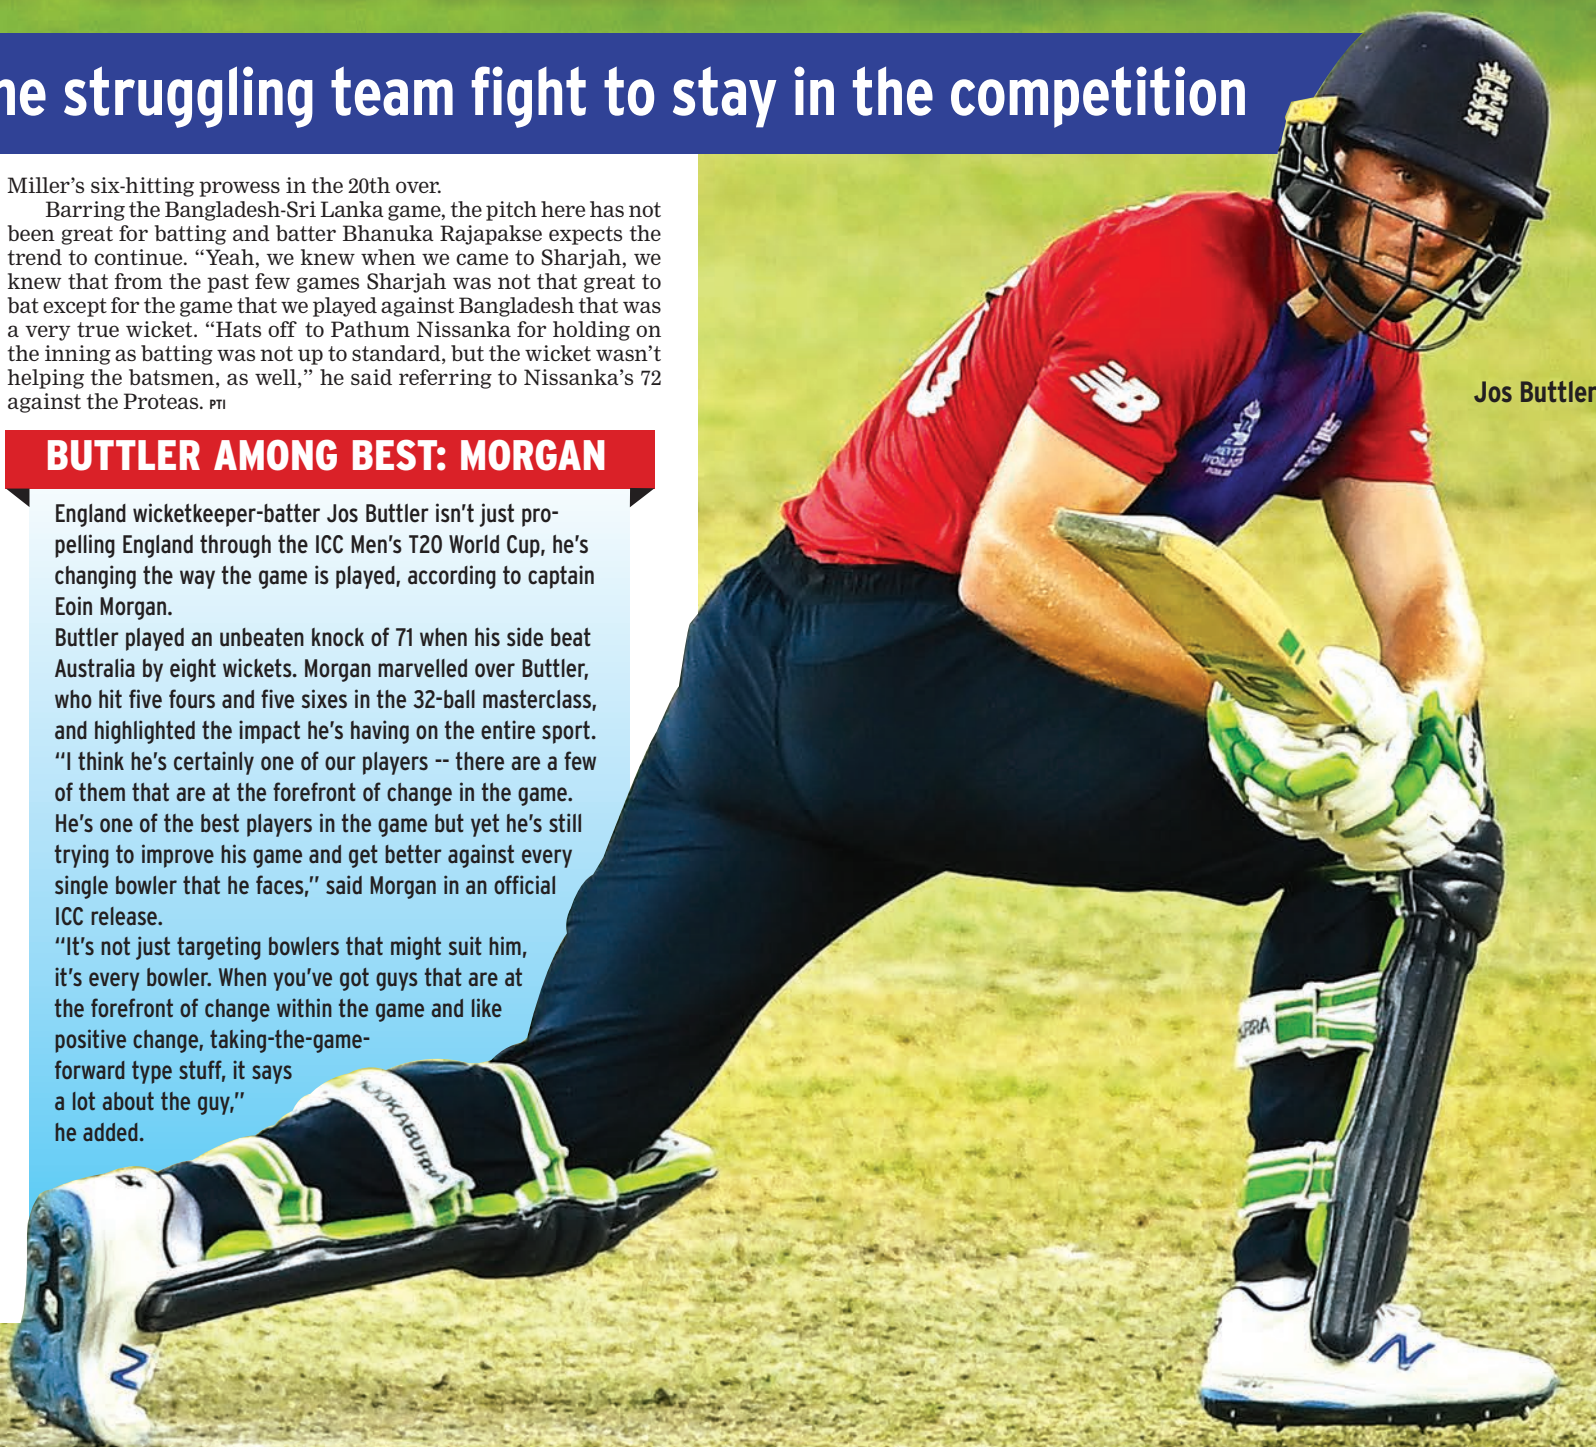 struggling team fight to stay in the competition
Miller’s six-hitting prowess in the 20th over.
Barring the Bangladesh-Sri Lanka game, the pitch here has not
been great for batting and batter Bhanuka Rajapakse expects the
trend to continue. “Yeah, we knew when we came to Sharjah, we
knew that from the past few games Sharjah was not that great to
bat except for the game that we played against Bangladesh that was
a very true wicket. “Hats off to Pathum Nissanka for holding on
the inning as batting was not up to standard, but the wicket wasn’t
helping the batsmen, as well,” he said referring to Nissanka’s 72
against the Proteas. PTI
Jos Buttler
BUTTLER AMONG BEST: MORGAN
England wicketkeeper-batter Jos Buttler isn’t just pro-
pelling England through the ICC Men’s T20 World Cup, he’s
changing the way the game is played, according to captain
Eoin Morgan.
Buttler played an unbeaten knock of 71 when his side beat
Australia by eight wickets. Morgan marvelled over Buttler,
who hit five fours and five sixes in the 32-ball masterclass,
and highlighted the impact he’s having on the entire sport.
“I think he’s certainly one of our players -- there are a few
of them that are at the forefront of change in the game.
He’s one of the best players in the game but yet he’s still
trying to improve his game and get better against every
single bowler that he faces,” said Morgan in an official
ICC release.
“It’s not just targeting bowlers that might suit him,
it’s every bowler. When you’ve got guys that are at
the forefront of change within the game and like
positive change, taking-the-game-
forward type stuff, it says
a lot about the guy,”
he added.
NB
KOOKABURRA
N
N